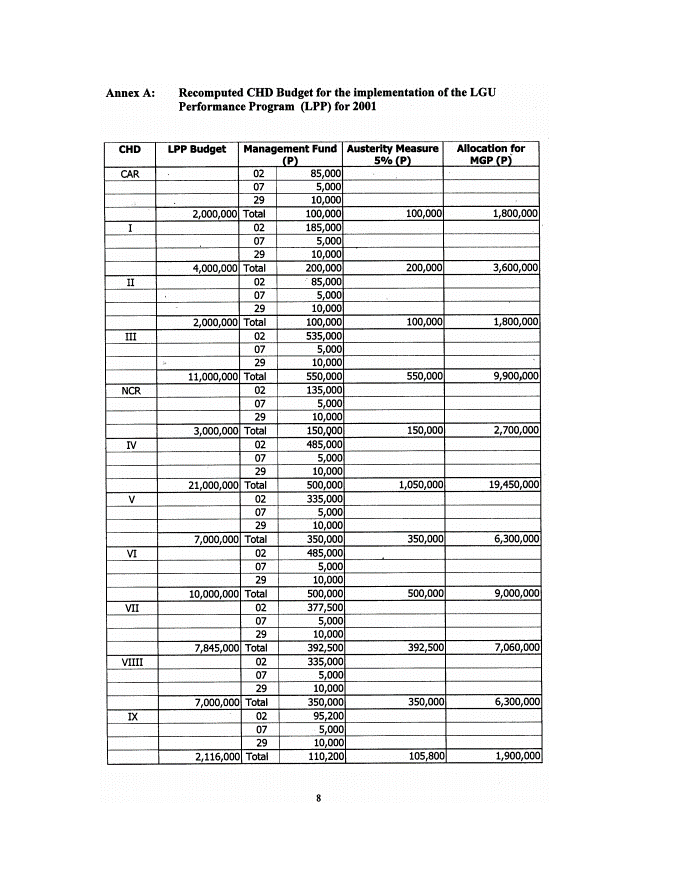 Annex A: Recomputed CHD Budget for the implementation of the LGU
Performance Program (LPP) for 2001
CHD LPP Budget Management Fund (P) Austerity Measure 5% (P) Allocation for MGP (P)
CAR 02 85,000
07 5,000
29 10,000
2,000,000 Total 100,000 100,000 1,800,000
I 02 185,000
07 5,000
29 10,000
4,000,000 Total 200,000 200,000 3,600,000
II 02 85,000
07 5,000
29 10,000
2,000,000 Total 100,000 100,000 1,800,000
III 02 535,000
07 5,000
29 10,000
11,000,000 Total 550,000 550,000 9,900,000
NCR 02 135,000
07 5,000
29 10,000
3,000,000 Total 150,000 150,000 2,700,000
IV 02 485,000
07 5,000
29 10,000
21,000,000 Total 500,000 1,050,000 19,450,000
V 02 335,000
07 5,000
29 10,000
7,000,000 Total 350,000 350,000 6,300,000
VI 02 485,000
07 5,000
29 10,000
10,000,000 Total 500,000 500,000 9,000,000
VII 02 377,500
07 5,000
29 10,000
7,845,000 Total 392,500 392,500 7,060,000
VIIII 02 335,000
07 5,000
29 10,000
7,000,000 Total 350,000 350,000 6,300,000
IX 02 95,200
07 5,000
29 10,000
2,116,000 Total 110,200 105,800 1,900,000
8